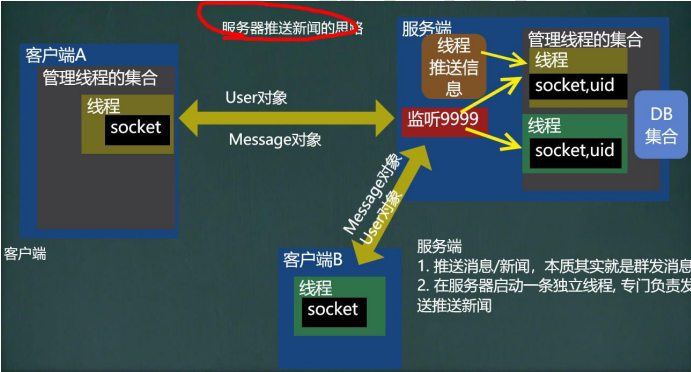 服务器推送新闻的思路
客户端A
管理线程的集合
线程
socket
客户端
User对象
Message对象
服务端
线程
推送信
息
监听9999
管理线程的集合
线程
socket,uid
线程
socket,uid
DB
集合
Message对象
User对象
客户端B
线程
socket
服务端
1. 推送消息/新闻，本质其实就是群发消息
2. 在服务器启动一条独立线程, 专门负责发
送推送新闻